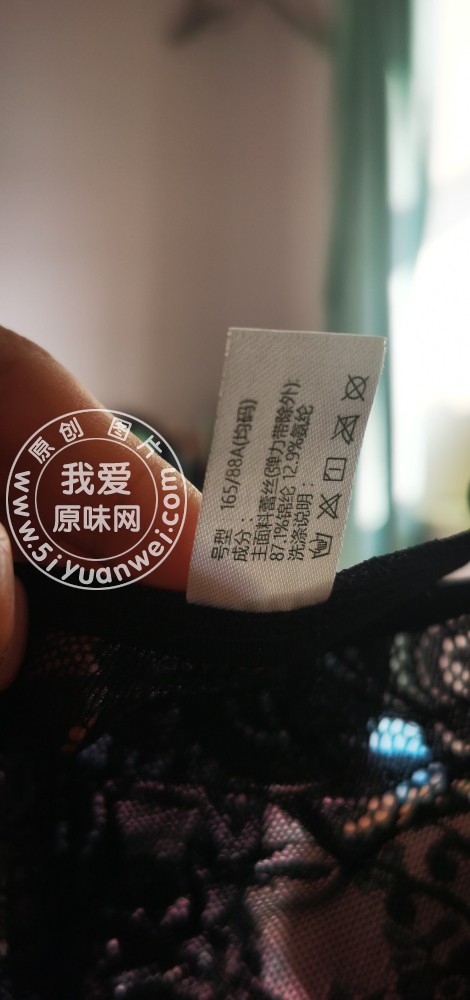 号型 : 165/88A(均码)
成分 :
主面料蕾丝(弹力带除外):
87.1%锦纶 12.9%氨纶
洗涤说明 :
原创 图片
我爱
原味网
www.5iyuanwei.com